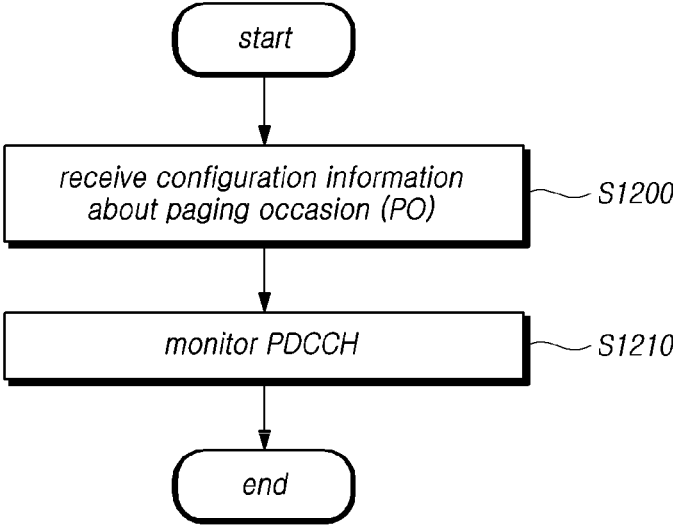 start
receive configuration information
about paging occasion (PO)
S1200
monitor PDCCH
S1210
end